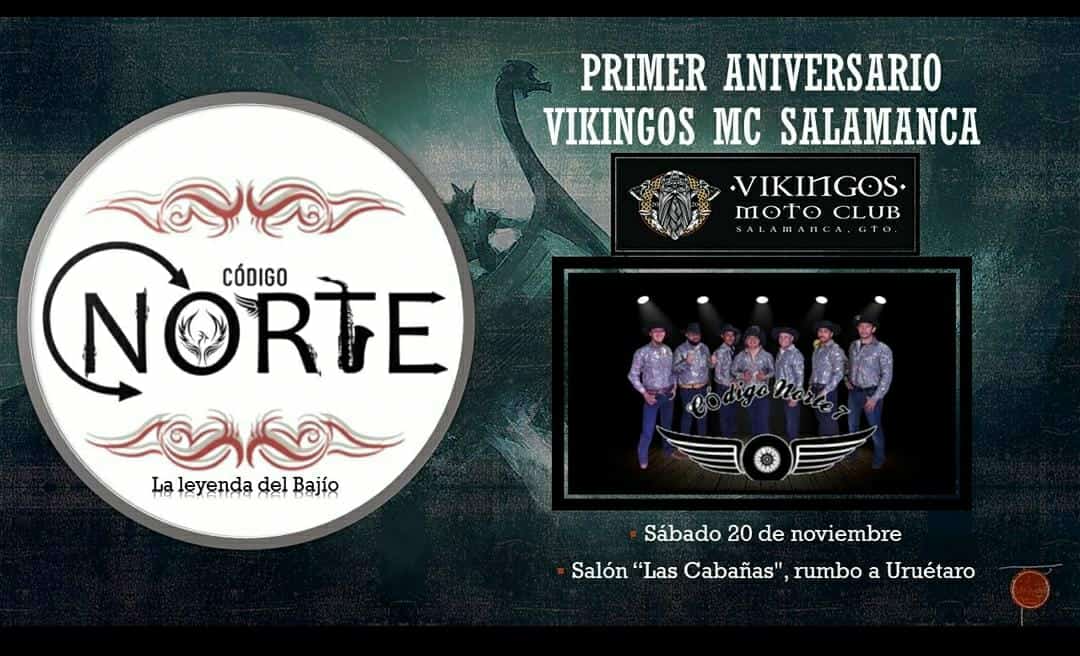 PRIMER ANIVERSARIO
VIKINGOS MC SALAMANCA
·VIKINGOS·
MOTO CLUB
SALAMANCA, GTO.
CÓDIGO
NORTE
La leyenda del Bajío
CÓdigo Norte 7
Sábado 20 de noviembre
Salón “Las Cabañas", rumbo a Uruétaro